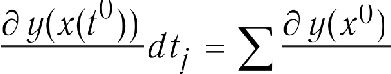 ∂ y(x(t⁰)) / dt_j = ∑ ∂ y(x⁰) /